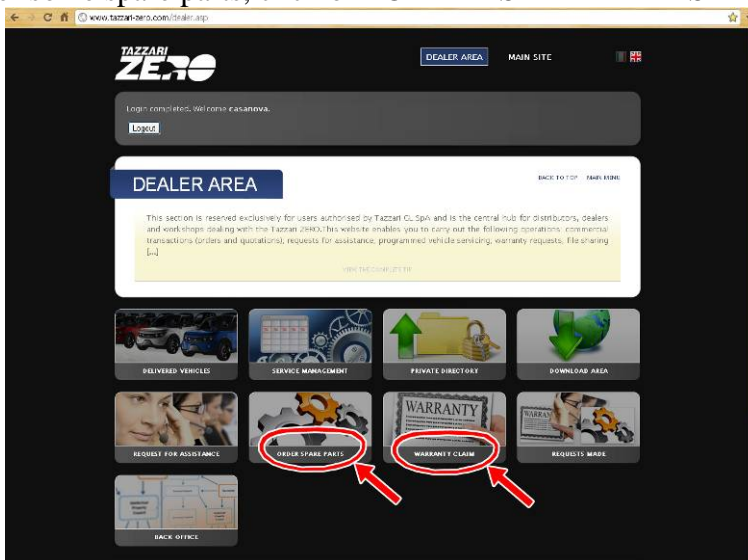 www.tazzari-zero.com/dealer.asp
TAZZARI
ZERO
DEALER AREA
MAIN SITE
Login completed. Welcome casanova.
Logout
DEALER AREA
BACK TO TOP
MAIN MENU
This section is reserved exclusively for users authorised by Tazzari GL SpA and is the central hub for distributors, dealers
and workshops dealing with the Tazzari ZERO.This website enables you to carry out the following operations: commercial
transactions (orders and quotations), requests for assistance, programmed vehicle servicing, warranty requests, file sharing
[...]
DELIVERED VEHICLES
SERVICE MANAGEMENT
PRIVATE DIRECTORY
DOWNLOAD AREA
WARRANTY
WARRANTY
REQUEST FOR ASSISTANCE
ORDER SPARE PARTS
WARRANTY CLAIM
REQUESTS MADE
BACK OFFICE